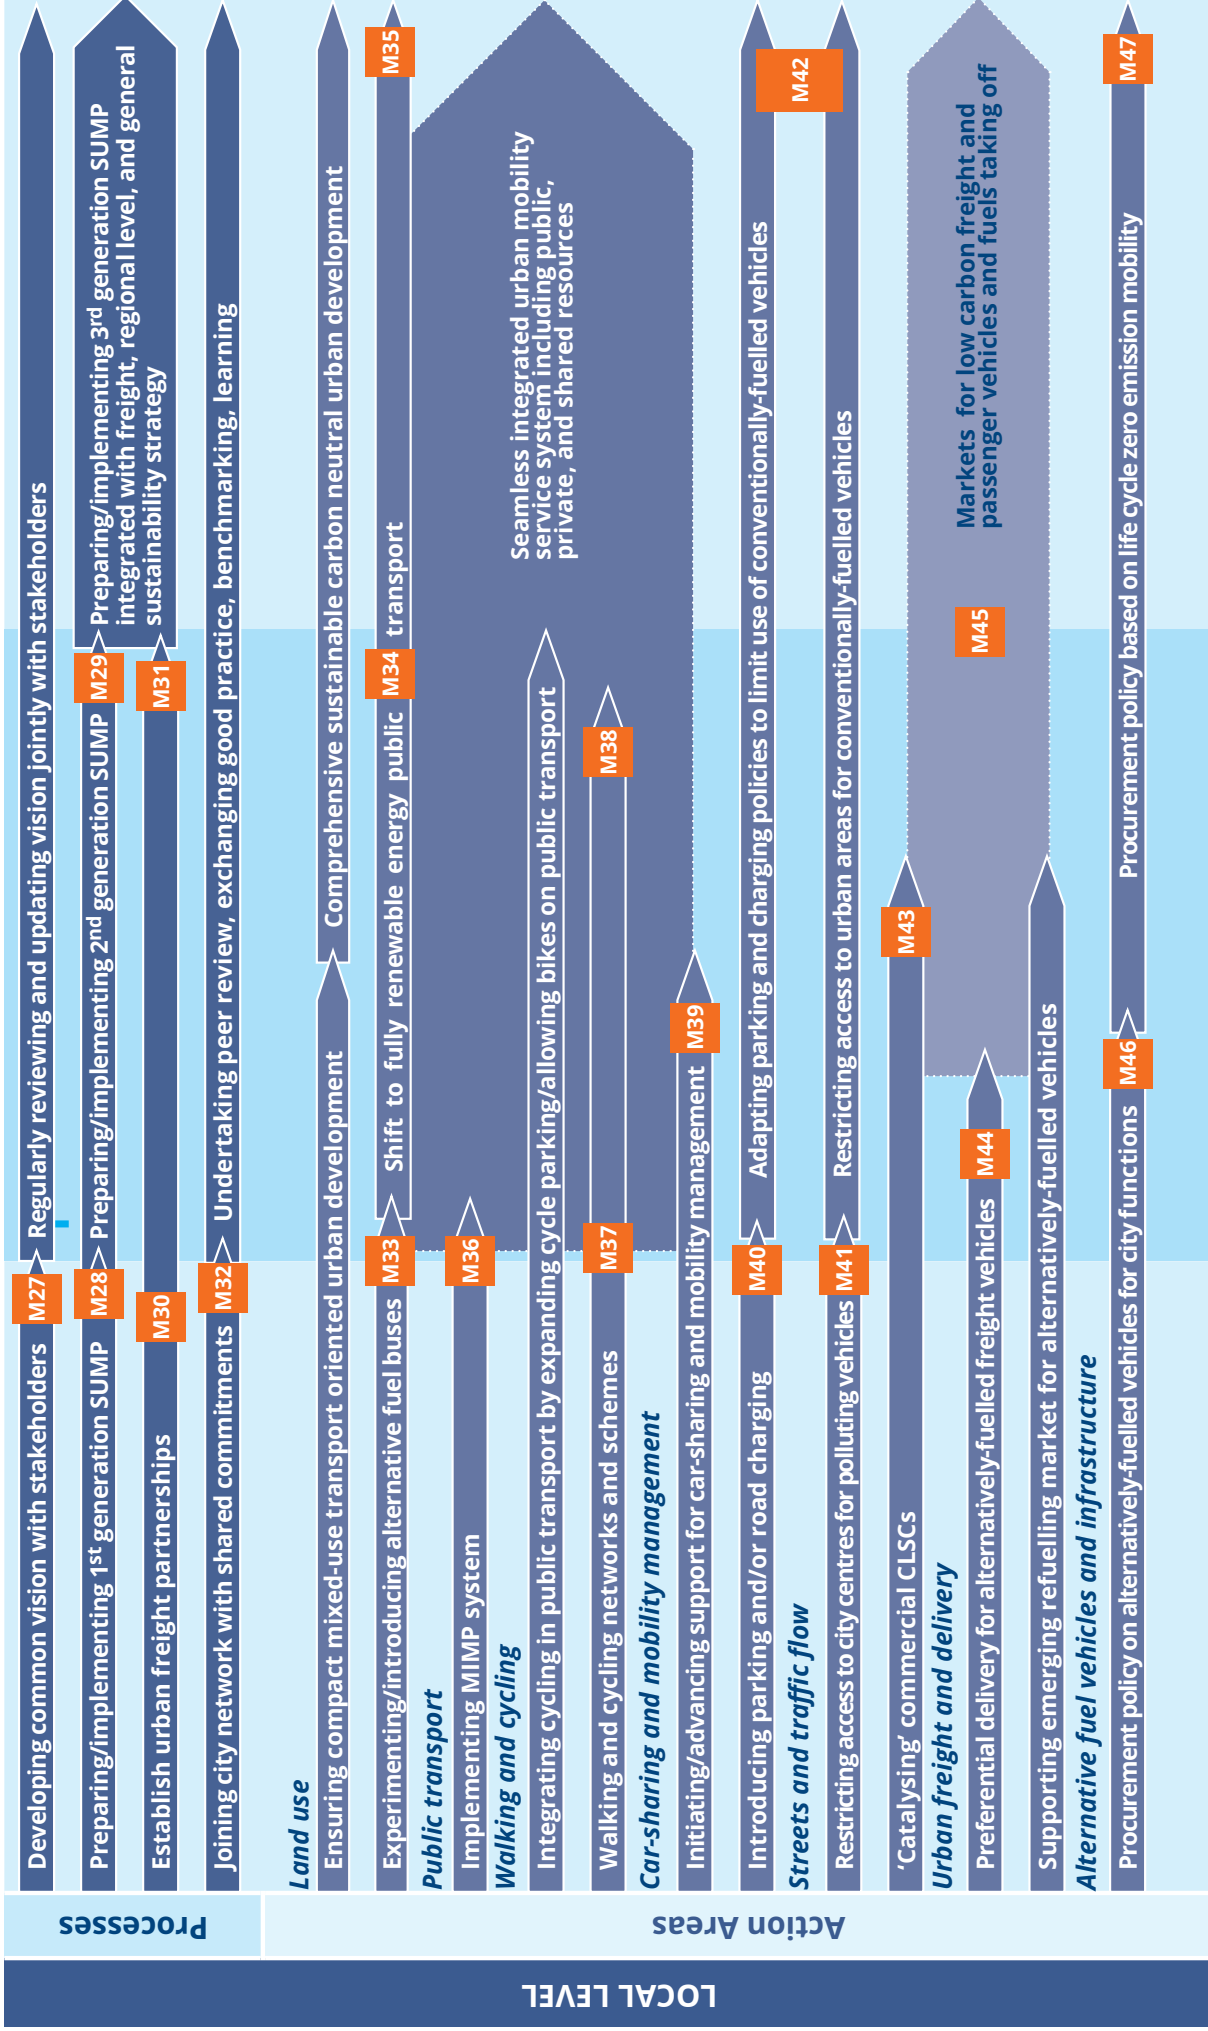 LOCAL LEVEL
Processes
Developing common vision with stakeholders
M27
Regularly reviewing and updating vision jointly with stakeholders
Preparing/implementing 1st generation SUMP
M28
Preparing/implementing 2nd generation SUMP
M29
Preparing/implementing 3rd generation SUMP
integrated with freight, regional level, and general
sustainability strategy
Establish urban freight partnerships
M30
M31
Joining city network with shared commitments
M32
Undertaking peer review, exchanging good practice, benchmarking, learning
Action Areas
Land use
Ensuring compact mixed-use transport oriented urban development
Comprehensive sustainable carbon neutral urban development
Experimenting/introducing alternative fuel buses
M33
Shift to fully renewable energy public
M34
transport
M35
Public transport
Implementing MIMP system
M36
Seamless integrated urban mobility
service system including public,
private, and shared resources
Walking and cycling
Integrating cycling in public transport by expanding cycle parking/allowing bikes on public transport
Walking and cycling networks and schemes
M37
M38
Car-sharing and mobility management
Initiating/advancing support for car-sharing and mobility management
M39
Introducing parking and/or road charging
M40
Adapting parking and charging policies to limit use of conventionally-fuelled vehicles
M42
Streets and traffic flow
Restricting access to city centres for polluting vehicles
M41
Restricting access to urban areas for conventionally-fuelled vehicles
‘Catalysing’ commercial CLSCs
M43
Urban freight and delivery
Preferential delivery for alternatively-fuelled freight vehicles
M44
M45
Markets for low carbon freight and
passenger vehicles and fuels taking off
Supporting emerging refuelling market for alternatively-fuelled vehicles
Alternative fuel vehicles and infrastructure
Procurement policy on alternatively-fuelled vehicles for city functions
M46
Procurement policy based on life cycle zero emission mobility
M47